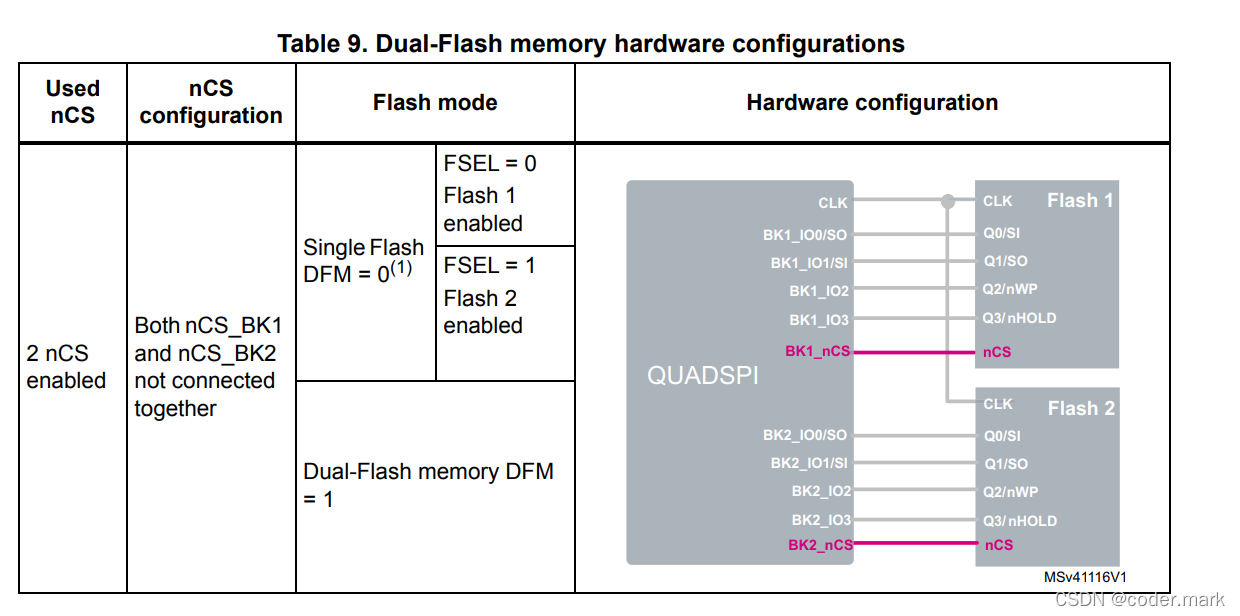 Table 9. Dual-Flash memory hardware configurations
Used
nCS
nCS
configuration
Flash mode
Hardware configuration
2 nCS
enabled
Both nCS_BK1
and nCS_BK2
not connected
together
Single Flash
DFM = 0(1)
FSEL = 0
Flash 1
enabled
FSEL = 1
Flash 2
enabled
Dual-Flash memory DFM
= 1
QUADSPI
CLK
BK1_IO0/SO
BK1_IO1/SI
BK1_IO2
BK1_IO3
BK1_nCS
BK2_IO0/SO
BK2_IO1/SI
BK2_IO2
BK2_IO3
BK2_nCS
CLK Flash 1
Q0/SI
Q1/SO
Q2/nWP
Q3/nHOLD
nCS
CLK Flash 2
Q0/SI
Q1/SO
Q2/nWP
Q3/nHOLD
nCS
MSv41116V1
CSDN @coder.mark